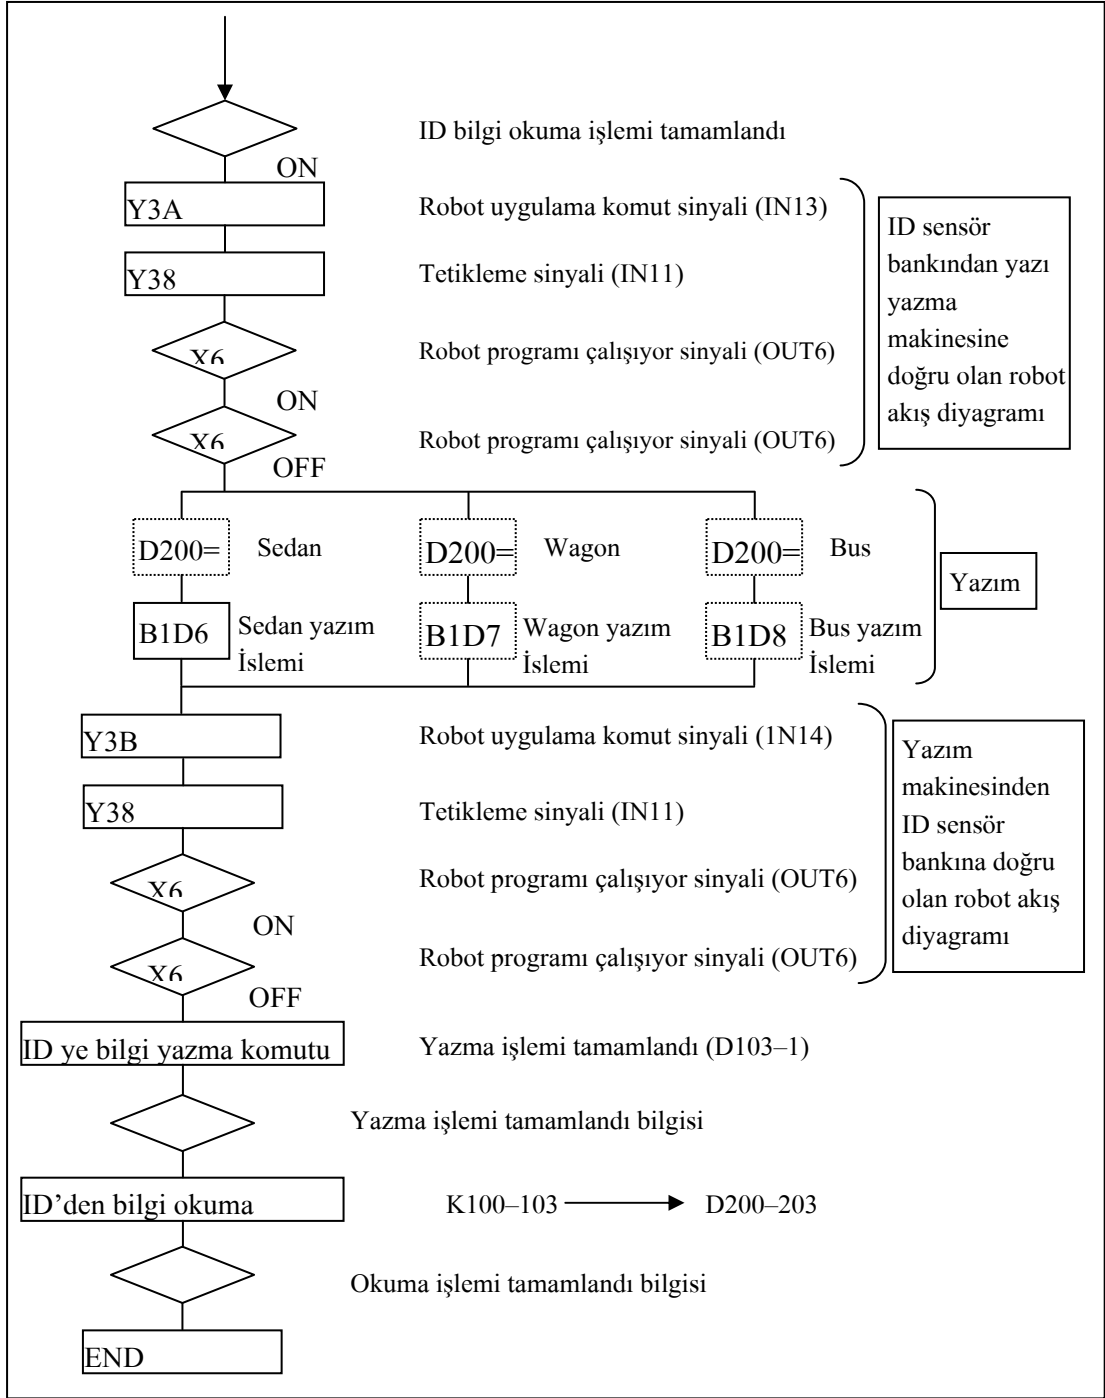 ID bilgi okuma işlemi tamamlandı
ON
Y3A
Robot uygulama komut sinyali (IN13)
Y38
Tetikleme sinyali (IN11)
X6
Robot programı çalışıyor sinyali (OUT6)
ON
X6
Robot programı çalışıyor sinyali (OUT6)
OFF
ID sensör
bankından yazı
yazma
makinesine
doğru olan robot
akış diyagramı
D200=
Sedan
D200=
Wagon
D200=
Bus
B1D6
Sedan yazım
İslemi
B1D7
Wagon yazım
İslemi
B1D8
Bus yazım
İslemi
Yazım
Y3B
Robot uygulama komut sinyali (1N14)
Y38
Tetikleme sinyali (IN11)
X6
Robot programı çalışıyor sinyali (OUT6)
ON
X6
Robot programı çalışıyor sinyali (OUT6)
OFF
Yazım
makinesinden
ID sensör
bankına doğru
olan robot akış
diyagramı
ID ye bilgi yazma komutu
Yazma işlemi tamamlandı (D103–1)
Yazma işlemi tamamlandı bilgisi
ID’den bilgi okuma
K100–103
D200–203
Okuma işlemi tamamlandı bilgisi
END